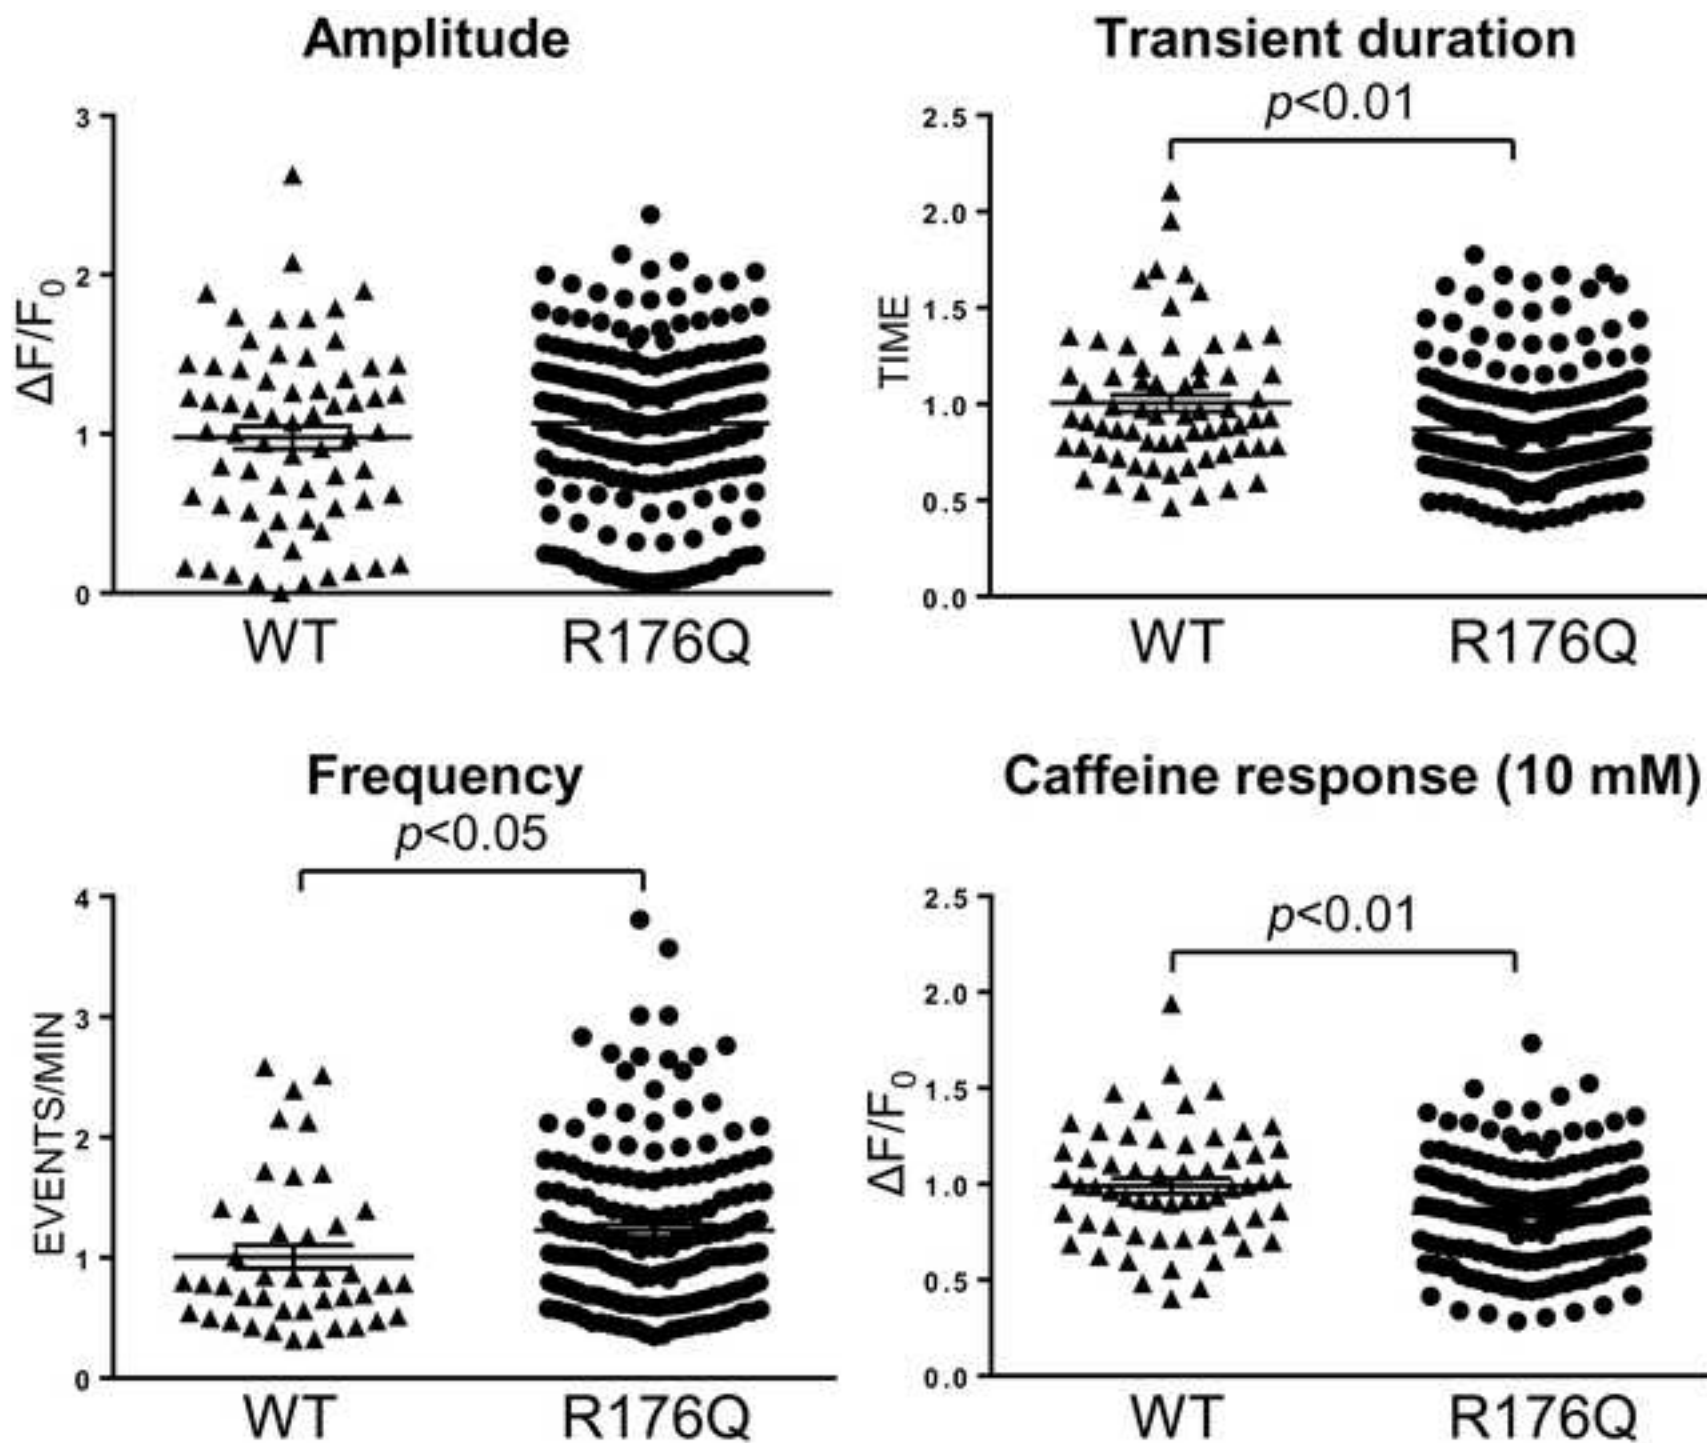 Amplitude
3
2
1
0
ΔF/F0
WT R176Q
Transient duration
p<0.01
2.5
2.0
1.5
1.0
0.5
0.0
TIME
WT R176Q
Frequency
p<0.05
4
3
2
1
0
EVENTS/MIN
WT R176Q
Caffeine response (10 mM)
p<0.01
2.5
2.0
1.5
1.0
0.5
0.0
ΔF/F0
WT R176Q